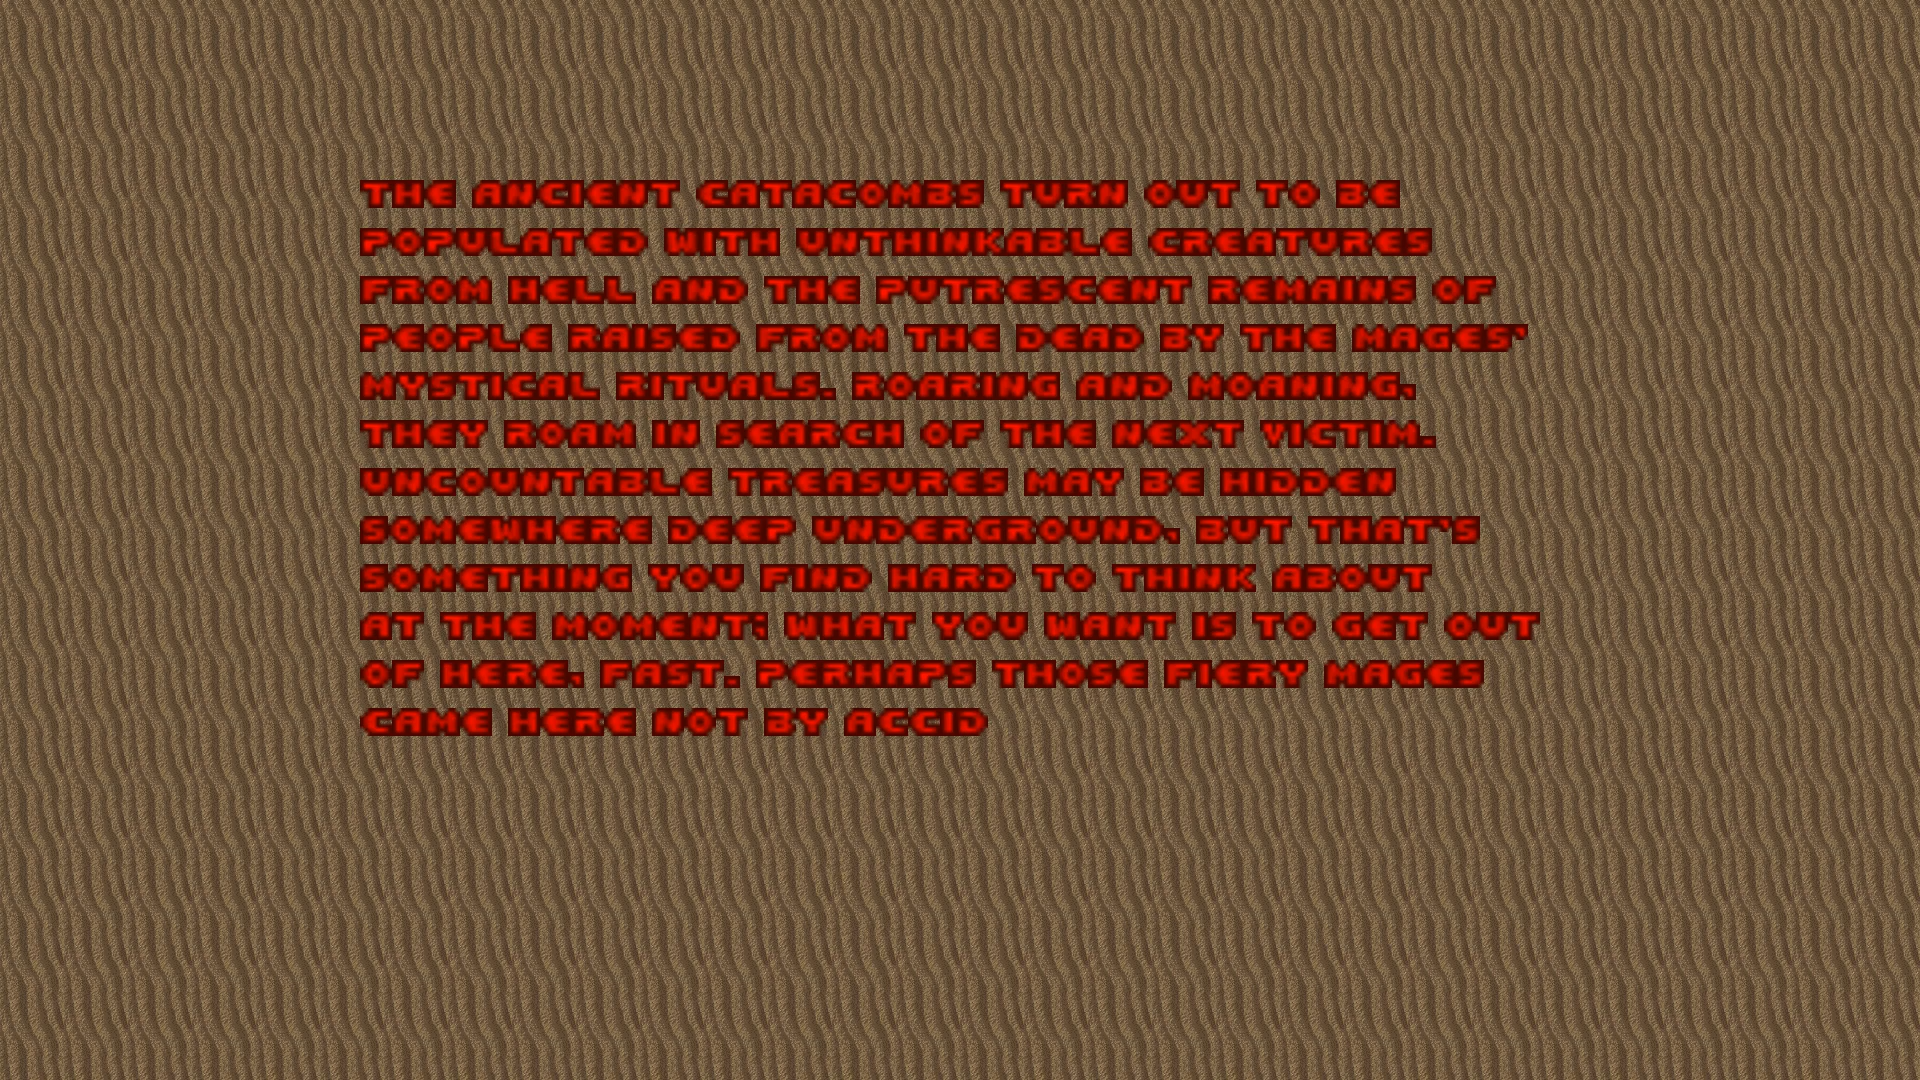 THE ANCIENT CATACOMBS TURN OUT TO BE
POPULATED WITH UNTHINKABLE CREATURES
FROM HELL AND THE PUTRESCENT REMAINS OF
PEOPLE RAISED FROM THE DEAD BY THE MAGES'
MYSTICAL RITUALS. ROARING AND MOANING,
THEY ROAM IN SEARCH OF THE NEXT VICTIM.
UNCOUNTABLE TREASURES MAY BE HIDDEN
SOMEWHERE DEEP UNDERGROUND, BUT THAT'S
SOMETHING YOU FIND HARD TO THINK ABOUT
AT THE MOMENT: WHAT YOU WANT IS TO GET OUT
OF HERE, FAST. PERHAPS THOSE FIERY MAGES
CAME HERE NOT BY ACCID